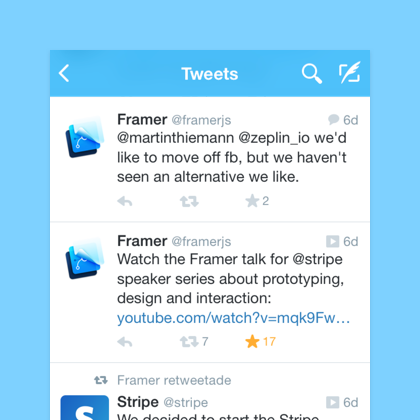 Tweets
Framer @framerjs 6d
@martinthiemann @zeplin_io we'd
like to move off fb, but we haven't
seen an alternative we like.
2
Framer @framerjs 6d
Watch the Framer talk for @stripe
speaker series about prototyping,
design and interaction:
youtube.com/watch?v=mqk9Fw…
7 17
Framer retweetade
S
Stripe @stripe 6d
We decided to start the Stripe